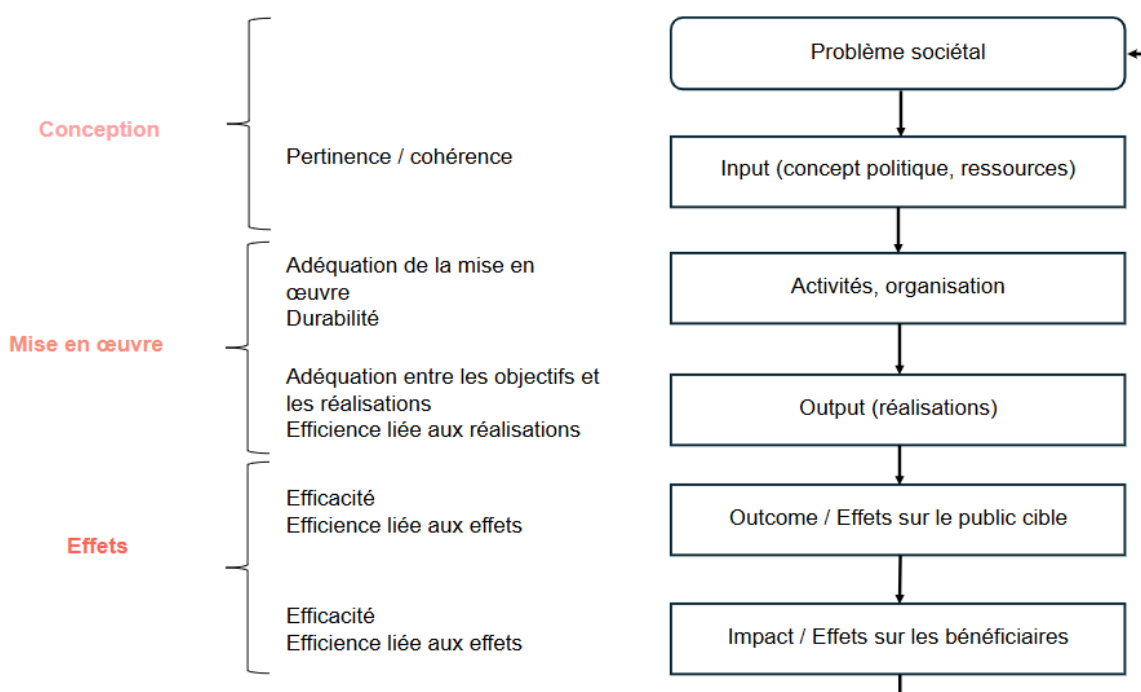 Problème sociétal
Conception
Pertinence / cohérence
Input (concept politique, ressources)
Adéquation de la mise en
œuvre
Durabilité
Activités, organisation
Mise en œuvre
Adéquation entre les objectifs et
les réalisations
Efficience liée aux réalisations
Output (réalisations)
Efficacité
Efficience liée aux effets
Outcome / Effets sur le public cible
Effets
Efficacité
Efficience liée aux effets
Impact / Effets sur les bénéficiaires